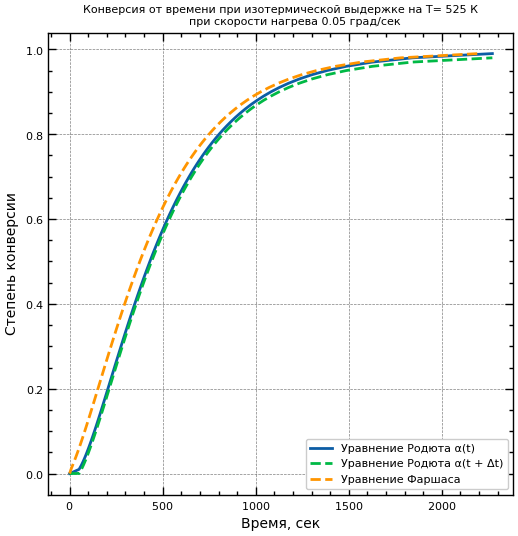 Конверсия от времени при изотермической выдержке на T= 525 К
при скорости нагрева 0.05 град/сек
1.0
0.8
0.6
0.4
0.2
0.0
Степень конверсии
0 500 1000 1500 2000
Время, сек
Уравнение Родюта α(t)
Уравнение Родюта α(t + Δt)
Уравнение Фаршаса